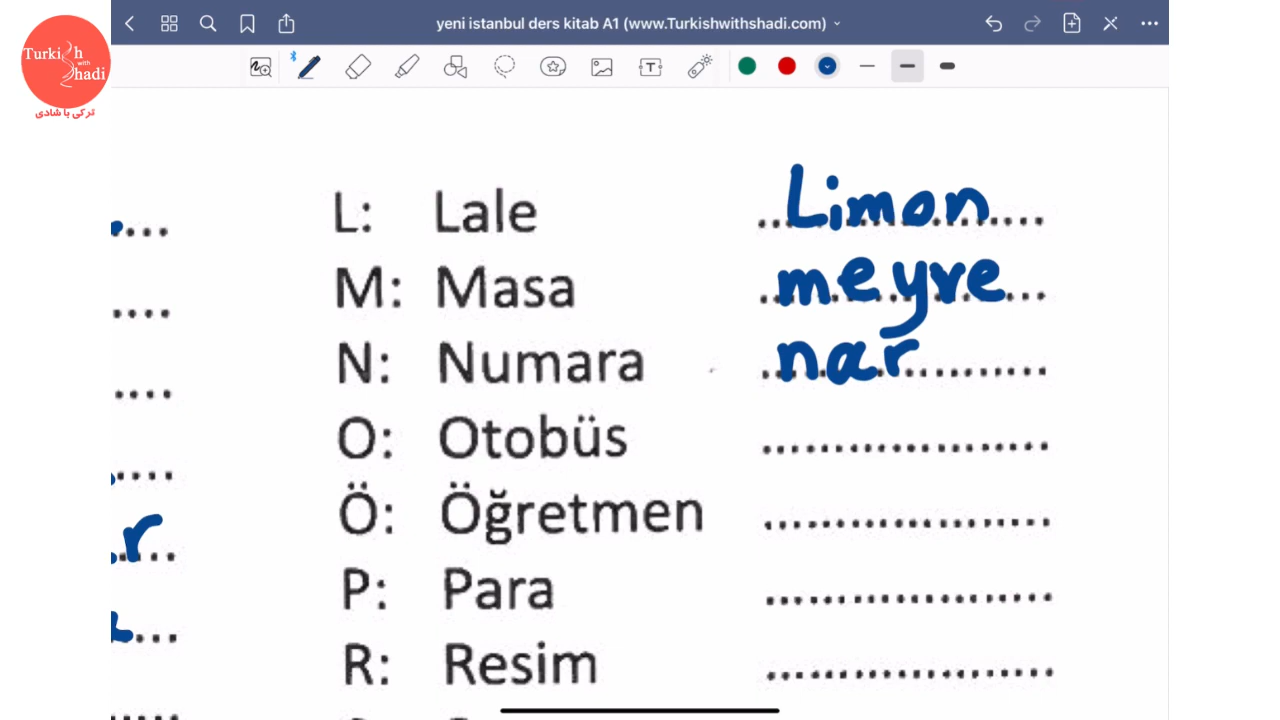 yeni istanbul ders kitab A1 (www.Turkishwithshadi.com)
Turkish
with
Shadi
ترکی با شادی
L: Lale Limon
M: Masa meyve
N: Numara nar
O: Otobüs
Ö: Öğretmen
r
P: Para
R: Resim